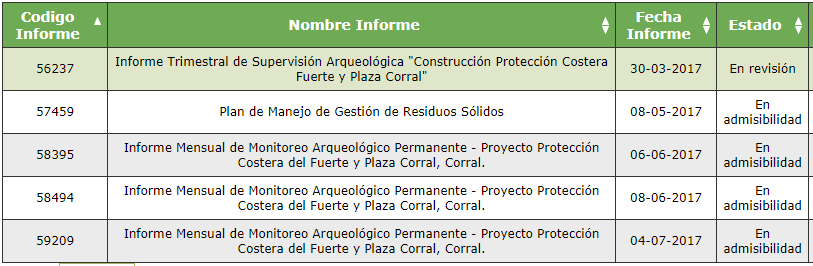 Codigo Informe
Nombre Informe
Fecha Informe
Estado
56237
Informe Trimestral de Supervisión Arqueológica "Construcción Protección Costera
Fuerte y Plaza Corral"
30-03-2017
En revisión
57459
Plan de Manejo de Gestión de Residuos Sólidos
08-05-2017
En
admisibilidad
58395
Informe Mensual de Monitoreo Arqueológico Permanente - Proyecto Protección
Costera del Fuerte y Plaza Corral, Corral.
06-06-2017
En
admisibilidad
58494
Informe Mensual de Monitoreo Arqueológico Permanente - Proyecto Protección
Costera del Fuerte y Plaza Corral, Corral.
08-06-2017
En
admisibilidad
59209
Informe Mensual de Monitoreo Arqueológico Permanente - Proyecto Protección
Costera del Fuerte y Plaza Corral, Corral.
04-07-2017
En
admisibilidad